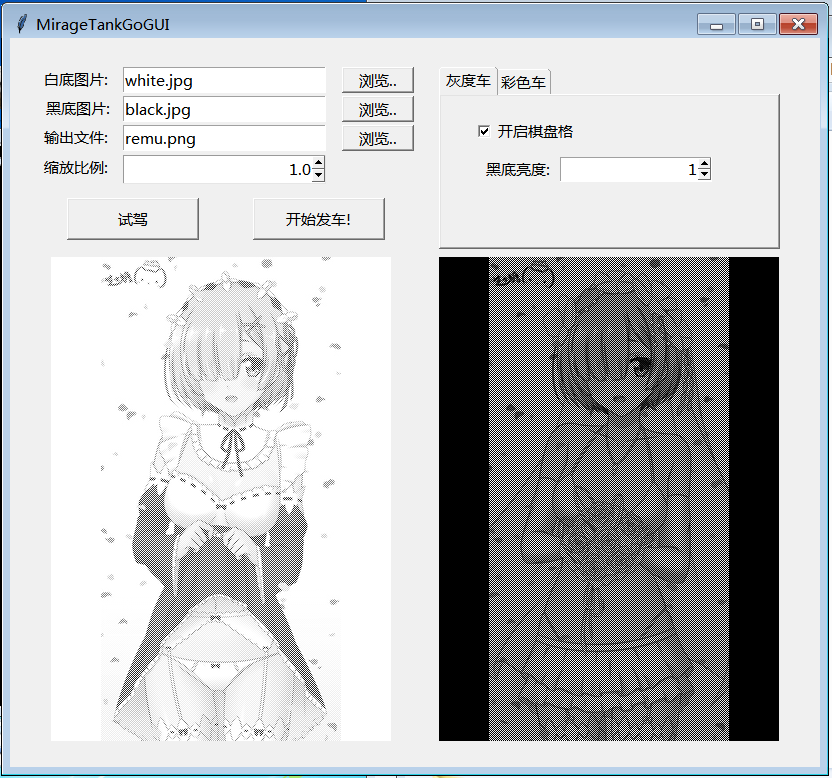 MirageTankGoGUI
白底图片: white.jpg 浏览..
黑底图片: black.jpg 浏览..
输出文件: remu.png 浏览..
缩放比例: 1.0
试驾 开始发车!
灰度车 彩色车
开启棋盘格
黑底亮度: 1